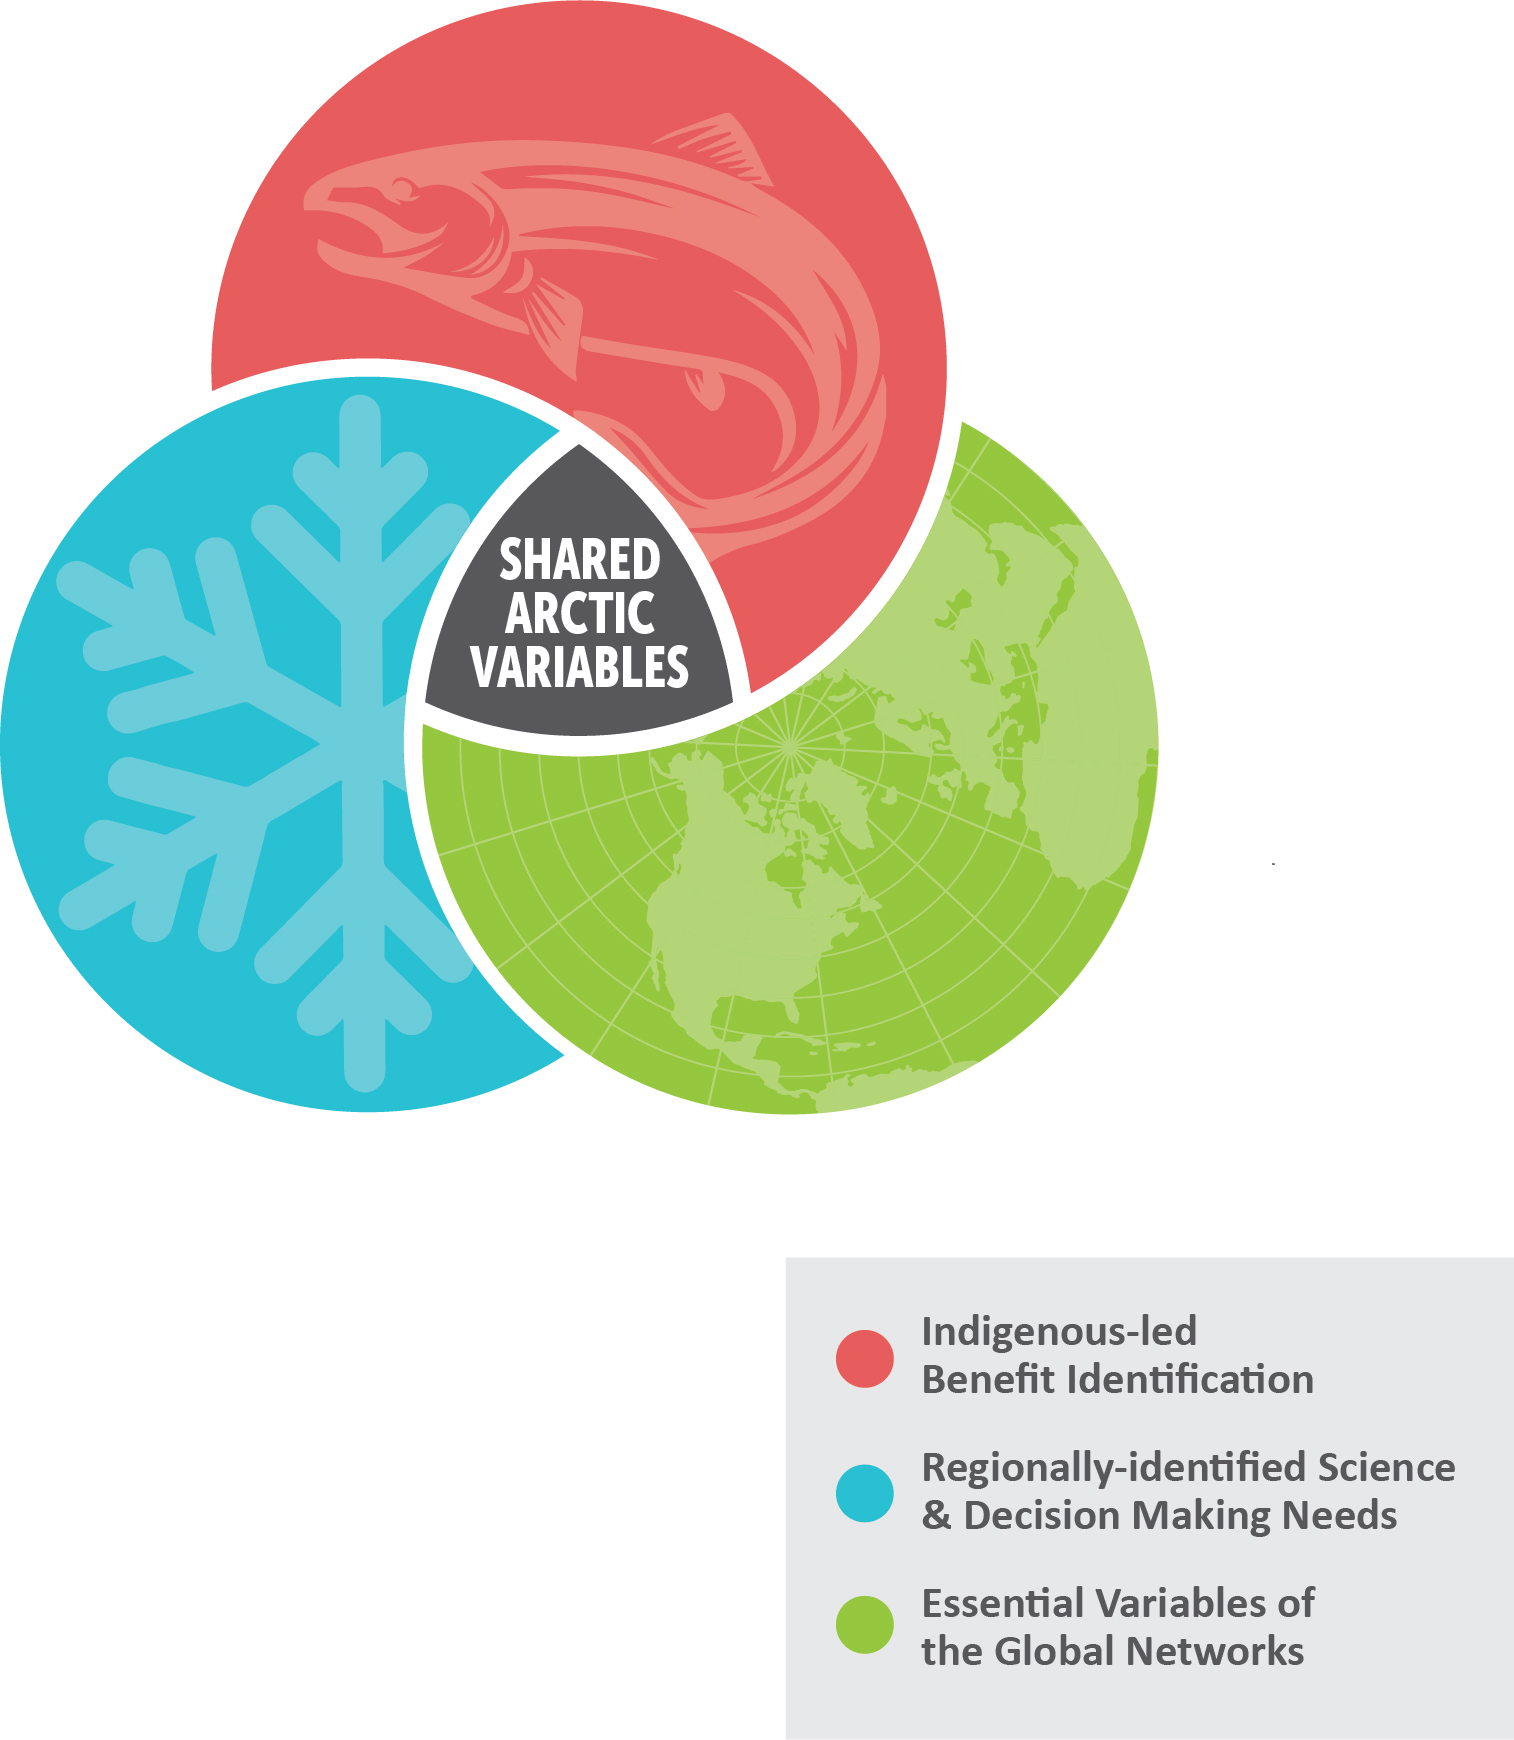 SHARED
ARCTIC
VARIABLES
Indigenous-led
Benefit Identification
Regionally-identified Science
& Decision Making Needs
Essential Variables of
the Global Networks